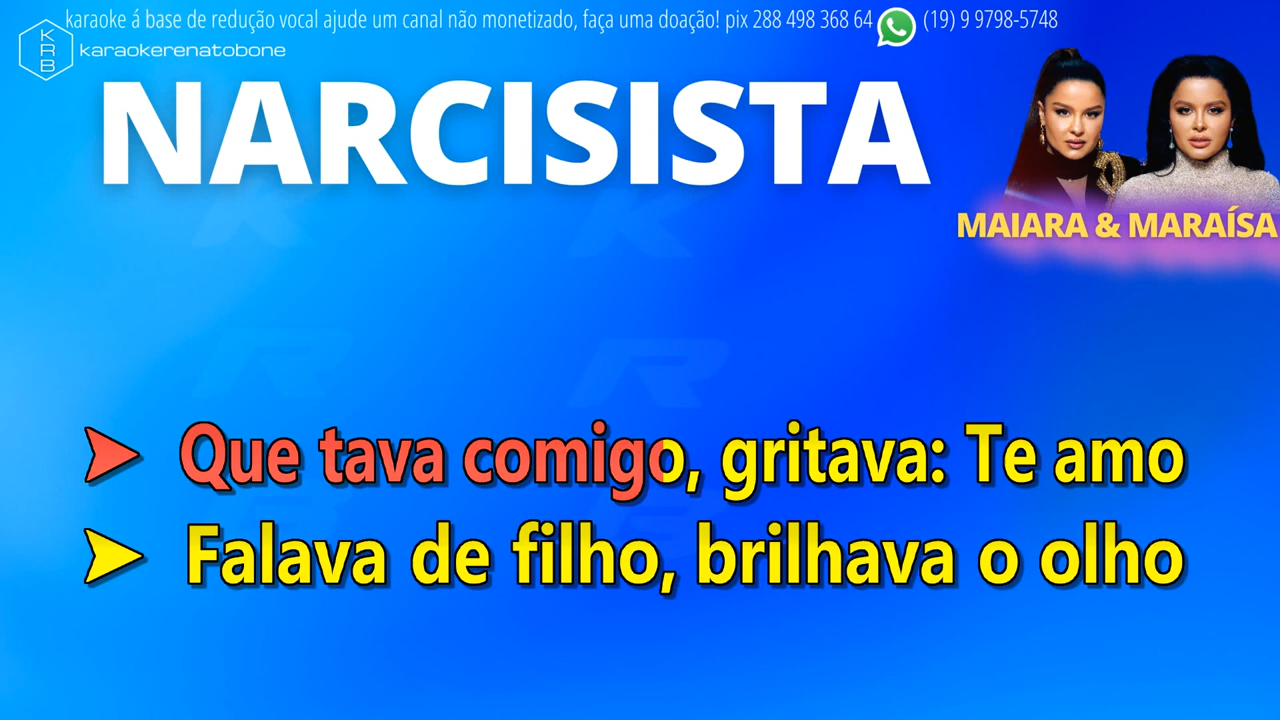 karaoke á base de redução vocal ajude um canal não monetizado, faça uma doação! pix 288 498 368 64 (19) 9 9798-5748
KRB karaokerenatobone
NARCISISTA
MAIARA & MARAÍSA
K K
R R
➤ Que tava comigo, gritava: Te amo
➤ Falava de filho, brilhava o olho